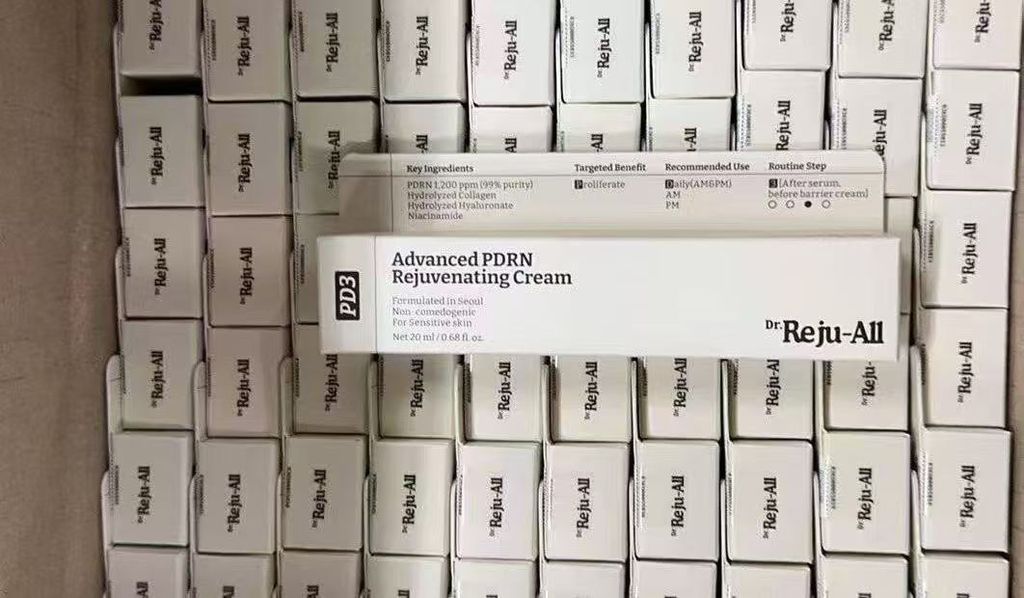 Key Ingredients
PDRN 1,200 ppm (99% purity)
Hydrolyzed Collagen
Hydrolyzed Hyaluronate
Niacinamide
Targeted Benefit
Proliferate
Recommended Use
Daily(AM&PM)
AM
PM
Routine Step
3 [After serum,
before barrier cream]
PD3
Advanced PDRN
Rejuvenating Cream
Formulated in Seoul
Non-comedogenic
For Sensitive skin
Net 20 ml / 0.68 fl. oz.
Dr.Reju-All